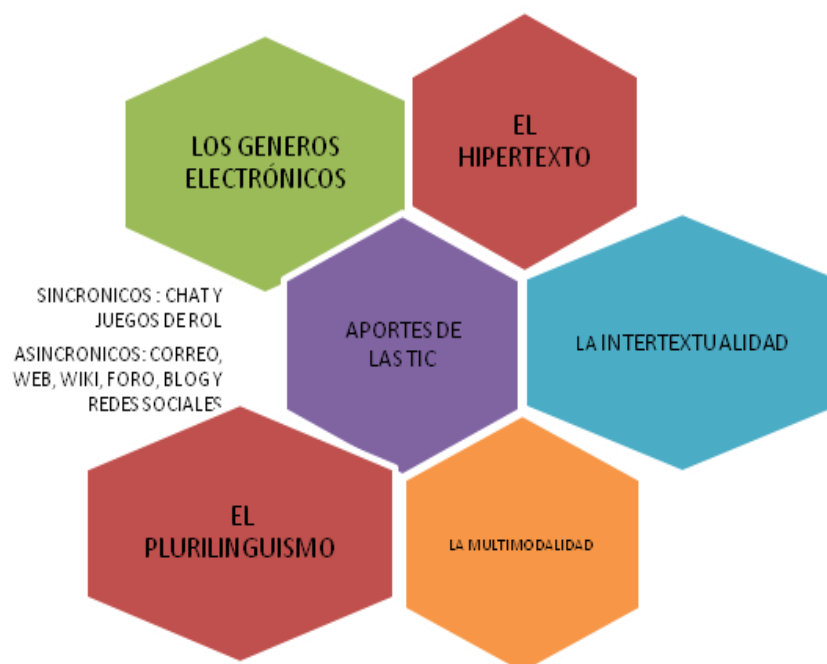 LOS GENEROS
ELECTRÓNICOS
EL
HIPERTEXTO
SINCRONICOS : CHAT Y
JUEGOS DE ROL
ASINCRONICOS: CORREO,
WEB, WIKI, FORO, BLOG Y
REDES SOCIALES
APORTES DE
LAS TIC
LA INTERTEXTUALIDAD
EL
PLURILINGUISMO
LA MULTIMODALIDAD